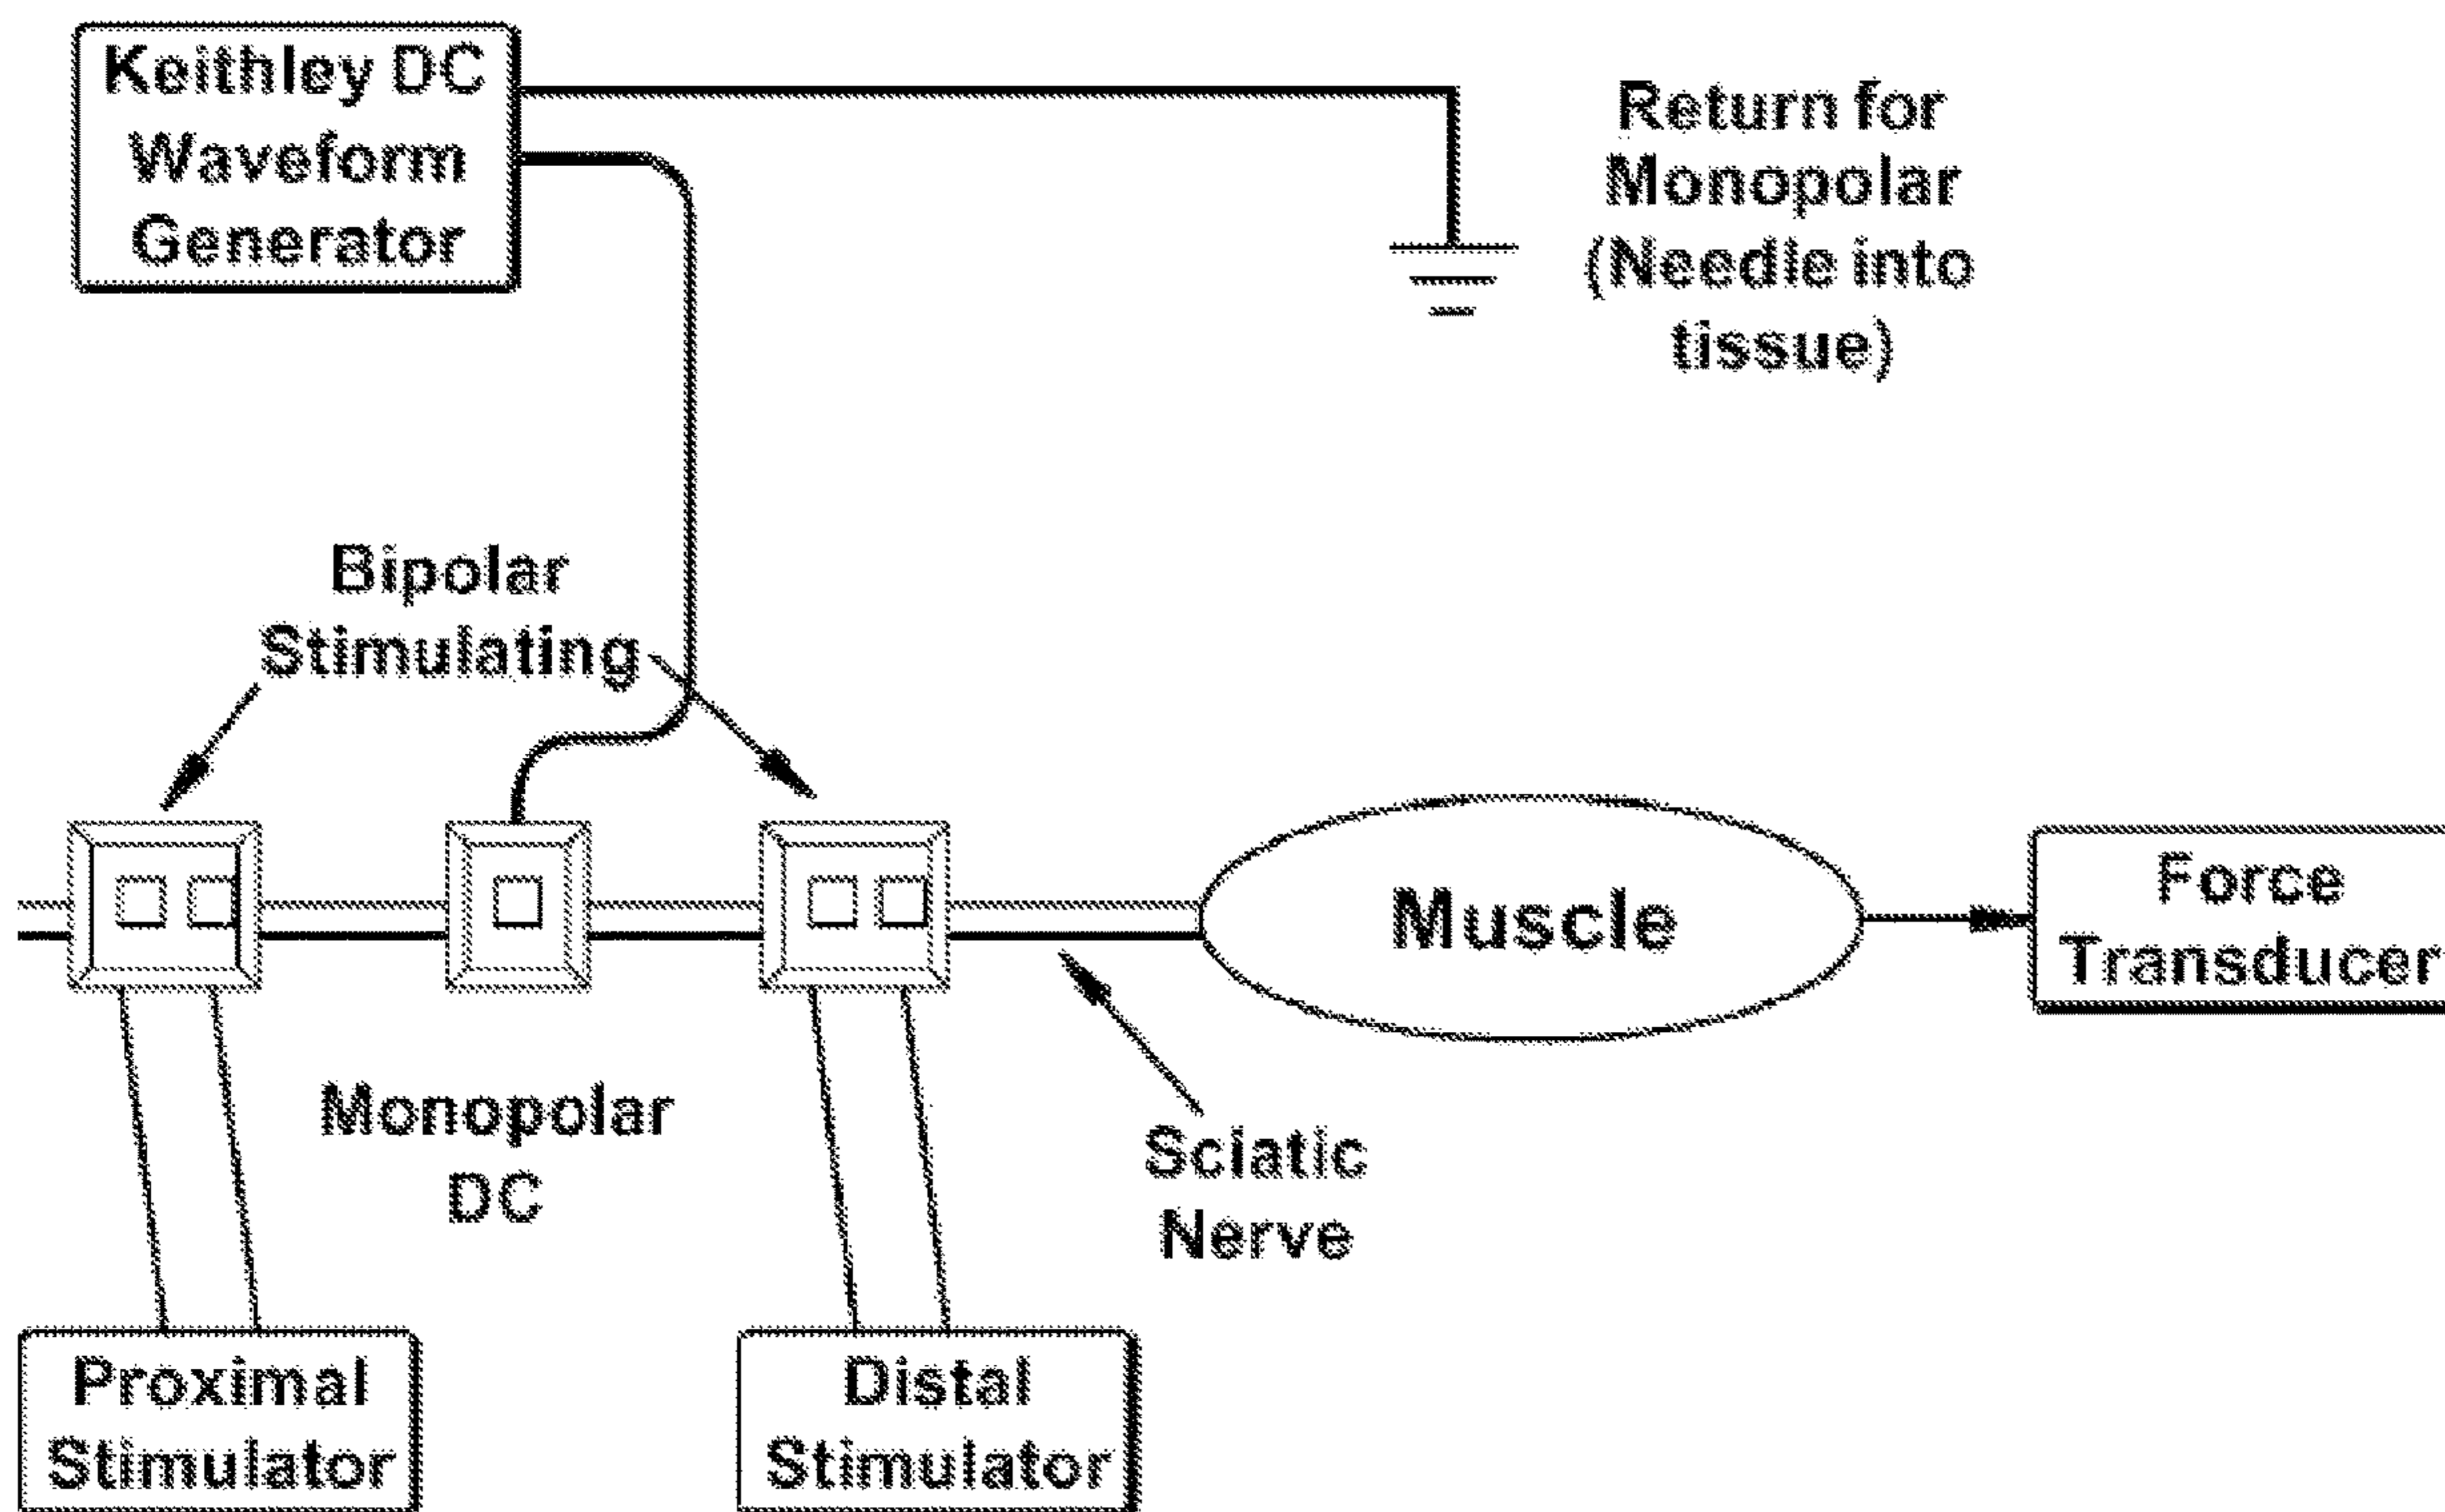 Keithley DC
Waveform
Generator
Return for
Monopolar
(Needle into
tissue)
Bipolar
Stimulating
Muscle
Force
Transducer
Monopolar
DC
Sciatic
Nerve
Proximal
Stimulator
Distal
Stimulator